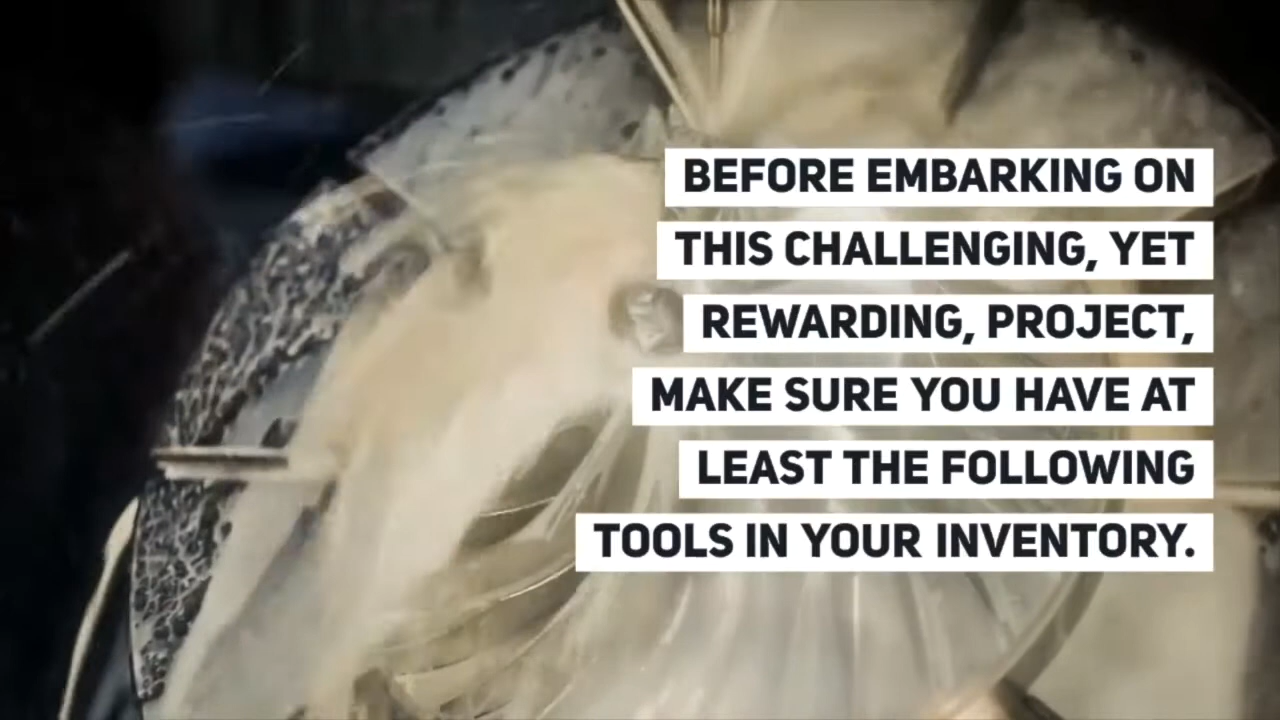 BEFORE EMBARKING ON
THIS CHALLENGING, YET
REWARDING, PROJECT,
MAKE SURE YOU HAVE AT
LEAST THE FOLLOWING
TOOLS IN YOUR INVENTORY.